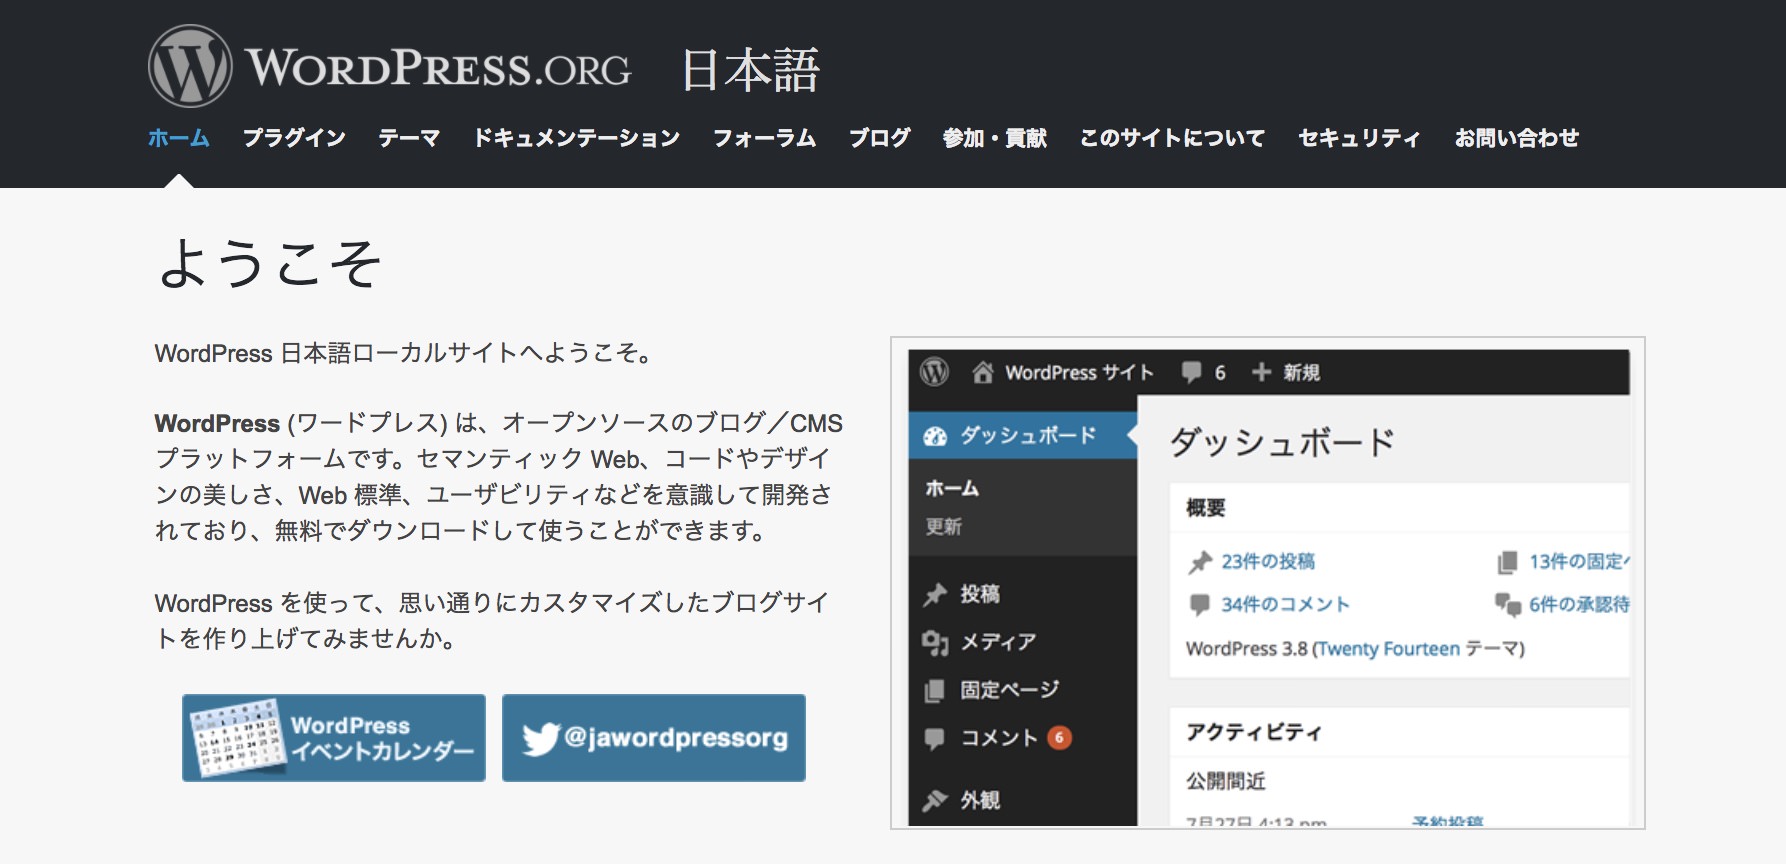 WORDPRESS.ORG 日本語
ホーム プラグイン テーマ ドキュメンテーション フォーラム ブログ 参加・貢献 このサイトについて セキュリティ お問い合わせ
ようこそ
WordPress 日本語ローカルサイトへようこそ。
WordPress (ワードプレス) は、オープンソースのブログ／CMS
プラットフォームです。セマンティック Web、コードやデザイ
ンの美しさ、Web 標準、ユーザビリティなどを意識して開発さ
れており、無料でダウンロードして使うことができます。
WordPress を使って、思い通りにカスタマイズしたブログサイ
トを作り上げてみませんか。
WordPress
イベントカレンダー
@jawordpressorg
WordPress サイト 6 新規
ダッシュボード
ホーム
更新
投稿
メディア
固定ページ
コメント 6
外観
ダッシュボード
概要
23件の投稿 13件の固定ペ
34件のコメント 6件の承認待
WordPress 3.8 (Twenty Fourteen テーマ)
アクティビティ
公開間近
7月27日 4:13 pm 予約投稿